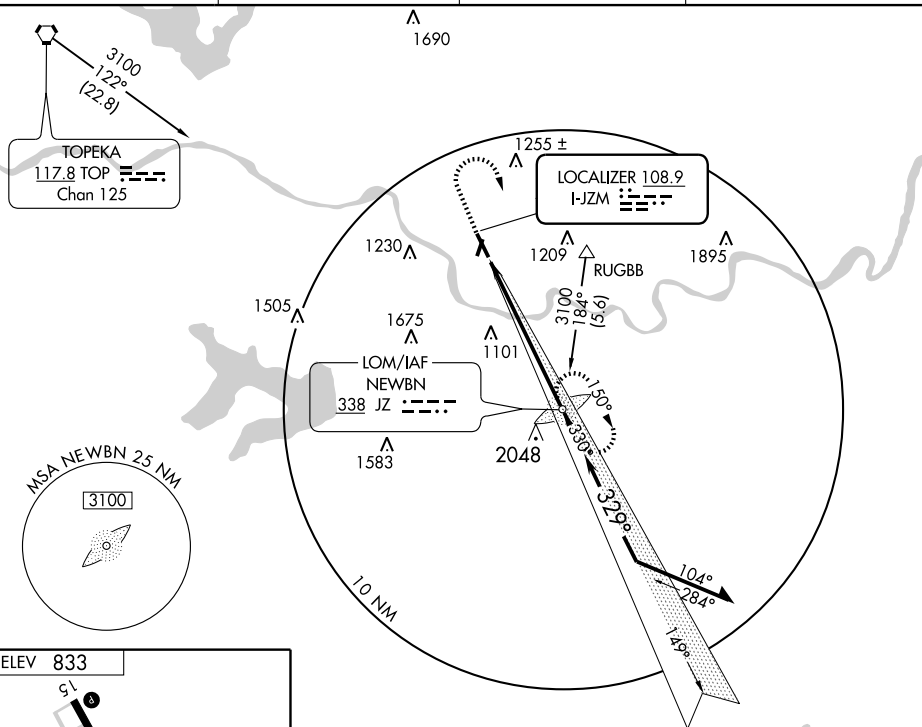 1690
3100
122°
(22.8)
TOPEKA
117.8 TOP
Chan 125
1255 ±
LOCALIZER 108.9
I-JZM
1230
1209
RUGBB
1895
3100
184°
(5.6)
1505
1675
1101
LOM/IAF
NEWBN
338 JZ
150°
1583
2048
330°
MSA NEWBN 25 NM
3100
329°
104°
284°
10 NM
149°
ELEV 833
15
P